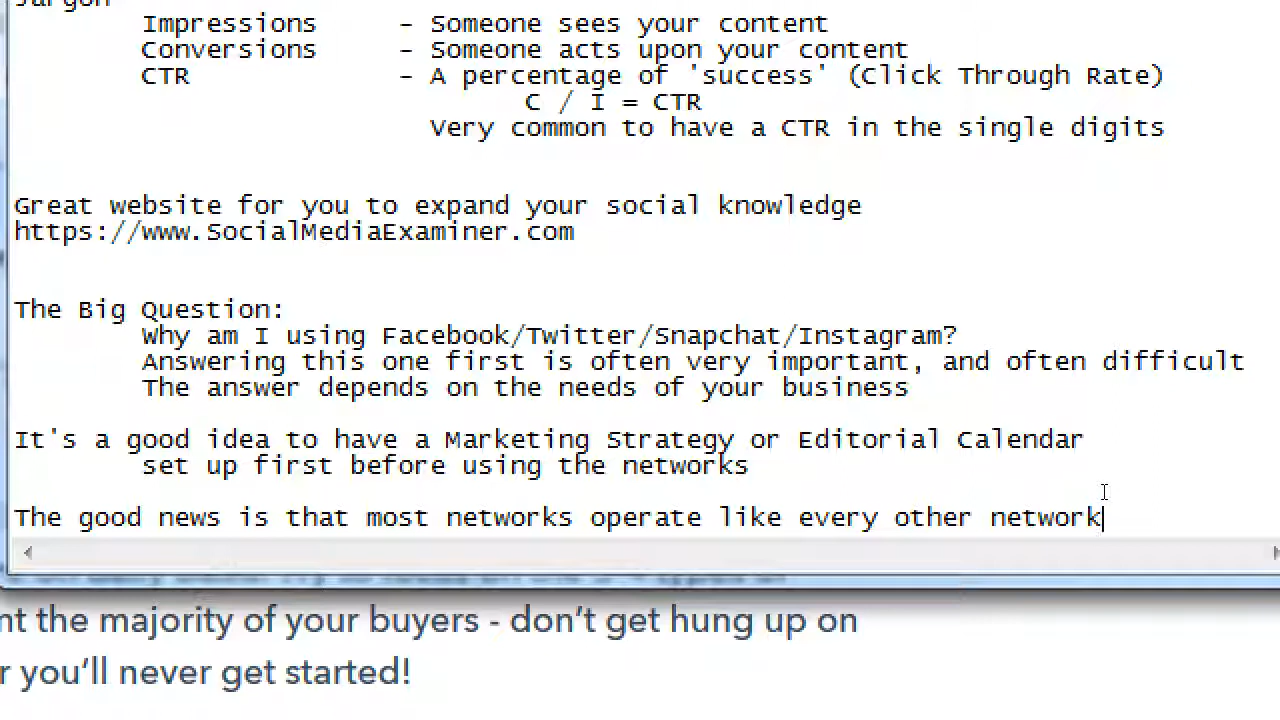 Jargon
Impressions - Someone sees your content
Conversions - Someone acts upon your content
CTR - A percentage of 'success' (Click Through Rate)
C / I = CTR
Very common to have a CTR in the single digits
Great website for you to expand your social knowledge
https://www.SocialMediaExaminer.com
The Big Question:
Why am I using Facebook/Twitter/Snapchat/Instagram?
Answering this one first is often very important, and often difficult
The answer depends on the needs of your business
It's a good idea to have a Marketing Strategy or Editorial Calendar
set up first before using the networks
The good news is that most networks operate like every other network
nt the majority of your buyers - don't get hung up on
r you'll never get started!